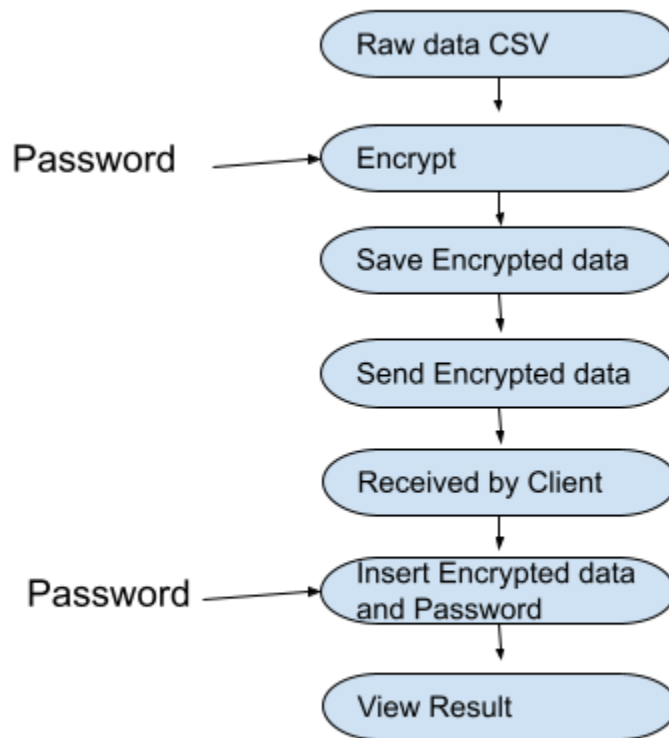 Raw data CSV
Password
Encrypt
Save Encrypted data
Send Encrypted data
Received by Client
Password
Insert Encrypted data
and Password
View Result